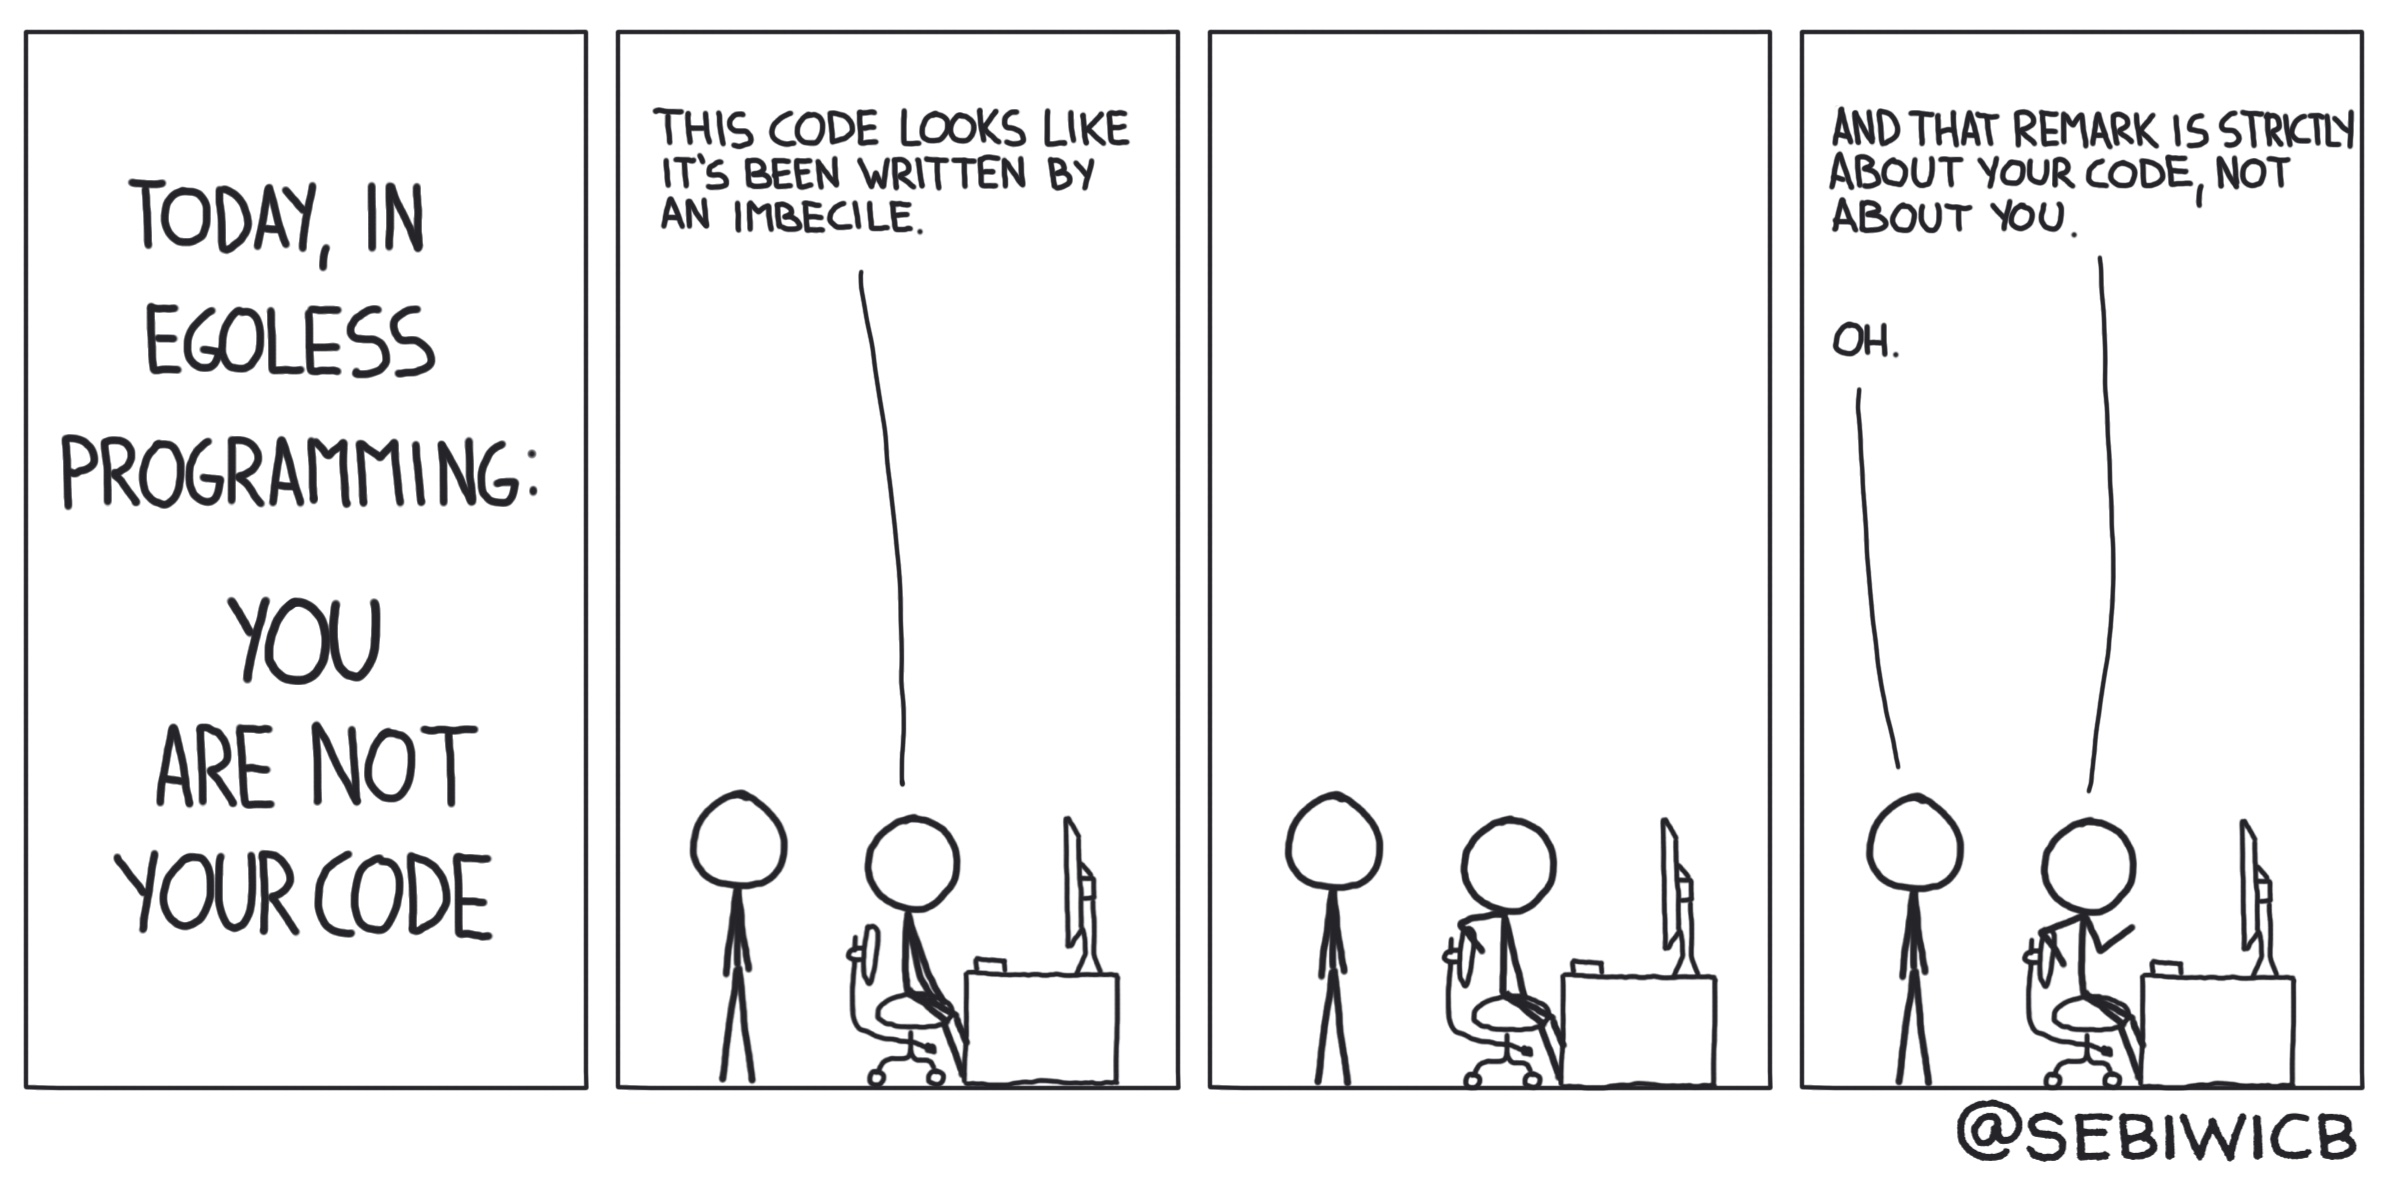 TODAY, IN
EGOLESS
PROGRAMMING:
YOU
ARE NOT
YOUR CODE
THIS CODE LOOKS LIKE
IT'S BEEN WRITTEN BY
AN IMBECILE.
AND THAT REMARK IS STRICTLY
ABOUT YOUR CODE, NOT
ABOUT YOU.
OH.
@SEBIWICB